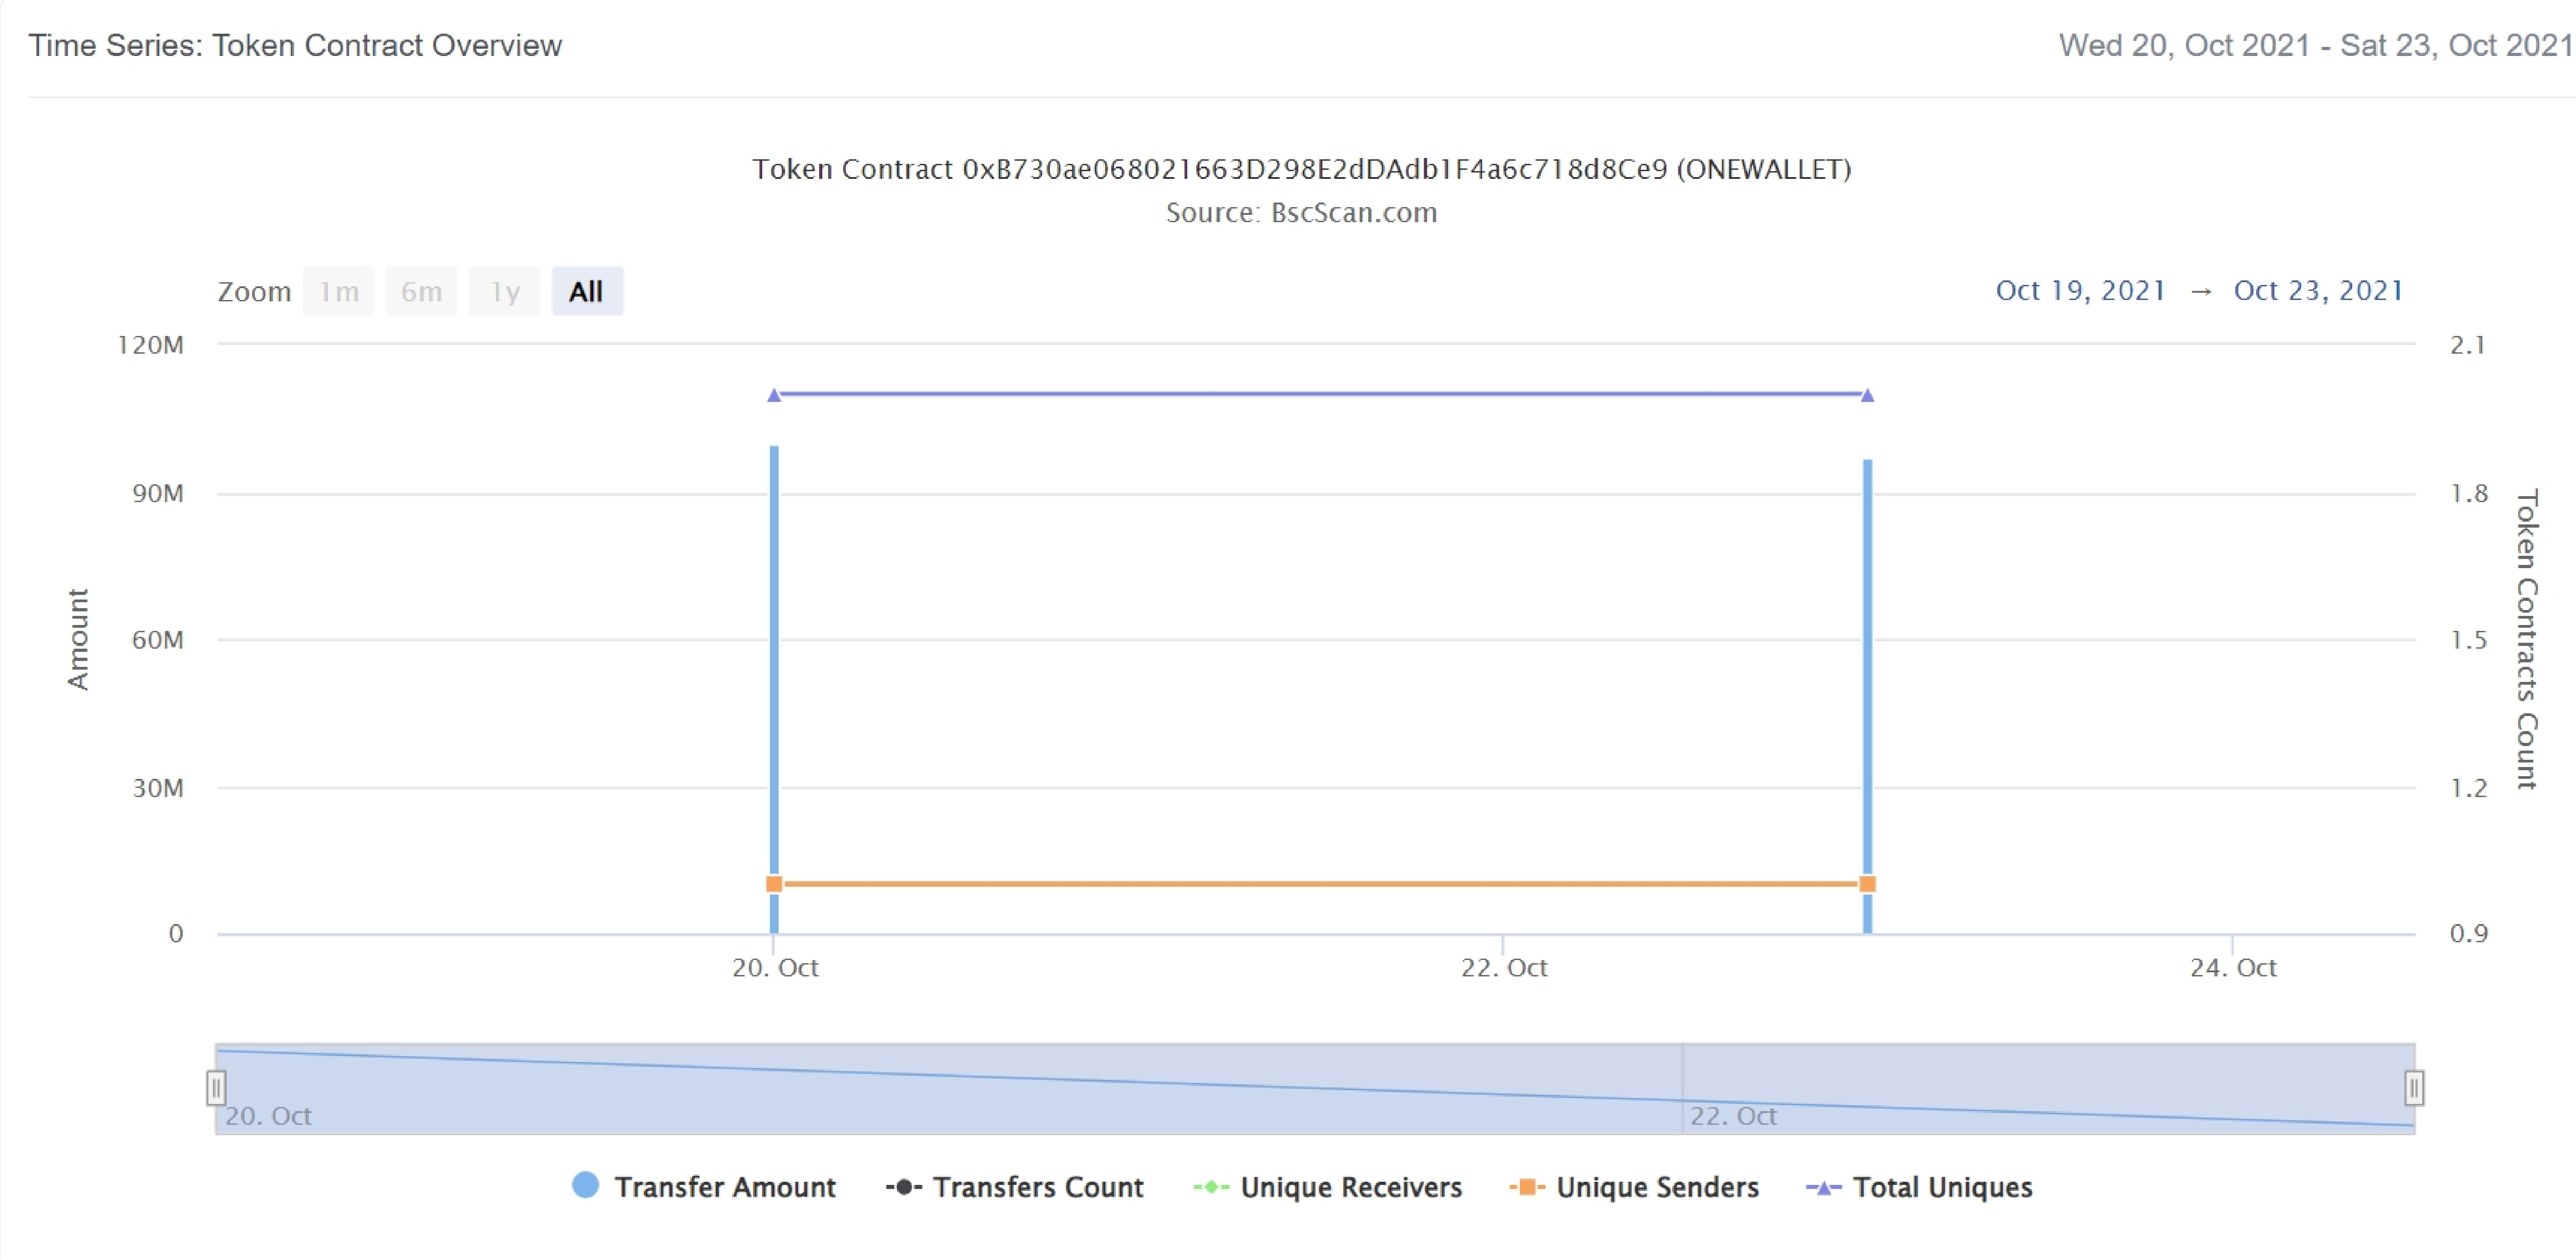 Time Series: Token Contract Overview
Wed 20, Oct 2021 - Sat 23, Oct 2021
Token Contract 0xB730ae068021663D298E2dDAdb1F4a6c718d8Ce9 (ONEWALLET)
Source: BscScan.com
Zoom 1m 6m 1y All
Oct 19, 2021 → Oct 23, 2021
120M
2.1
90M
1.8
60M
1.5
30M
1.2
0
0.9
Amount
Token Contracts Count
20. Oct
22. Oct
24. Oct
20. Oct
22. Oct
Transfer Amount
Transfers Count
Unique Receivers
Unique Senders
Total Uniques